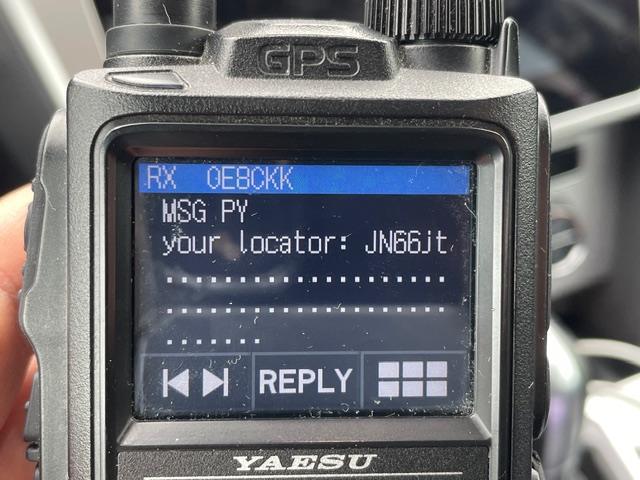 GPS
RX OE8CKK
MSG PY
your locator: JN66jt
....................
....................
.......
REPLY
YAESU